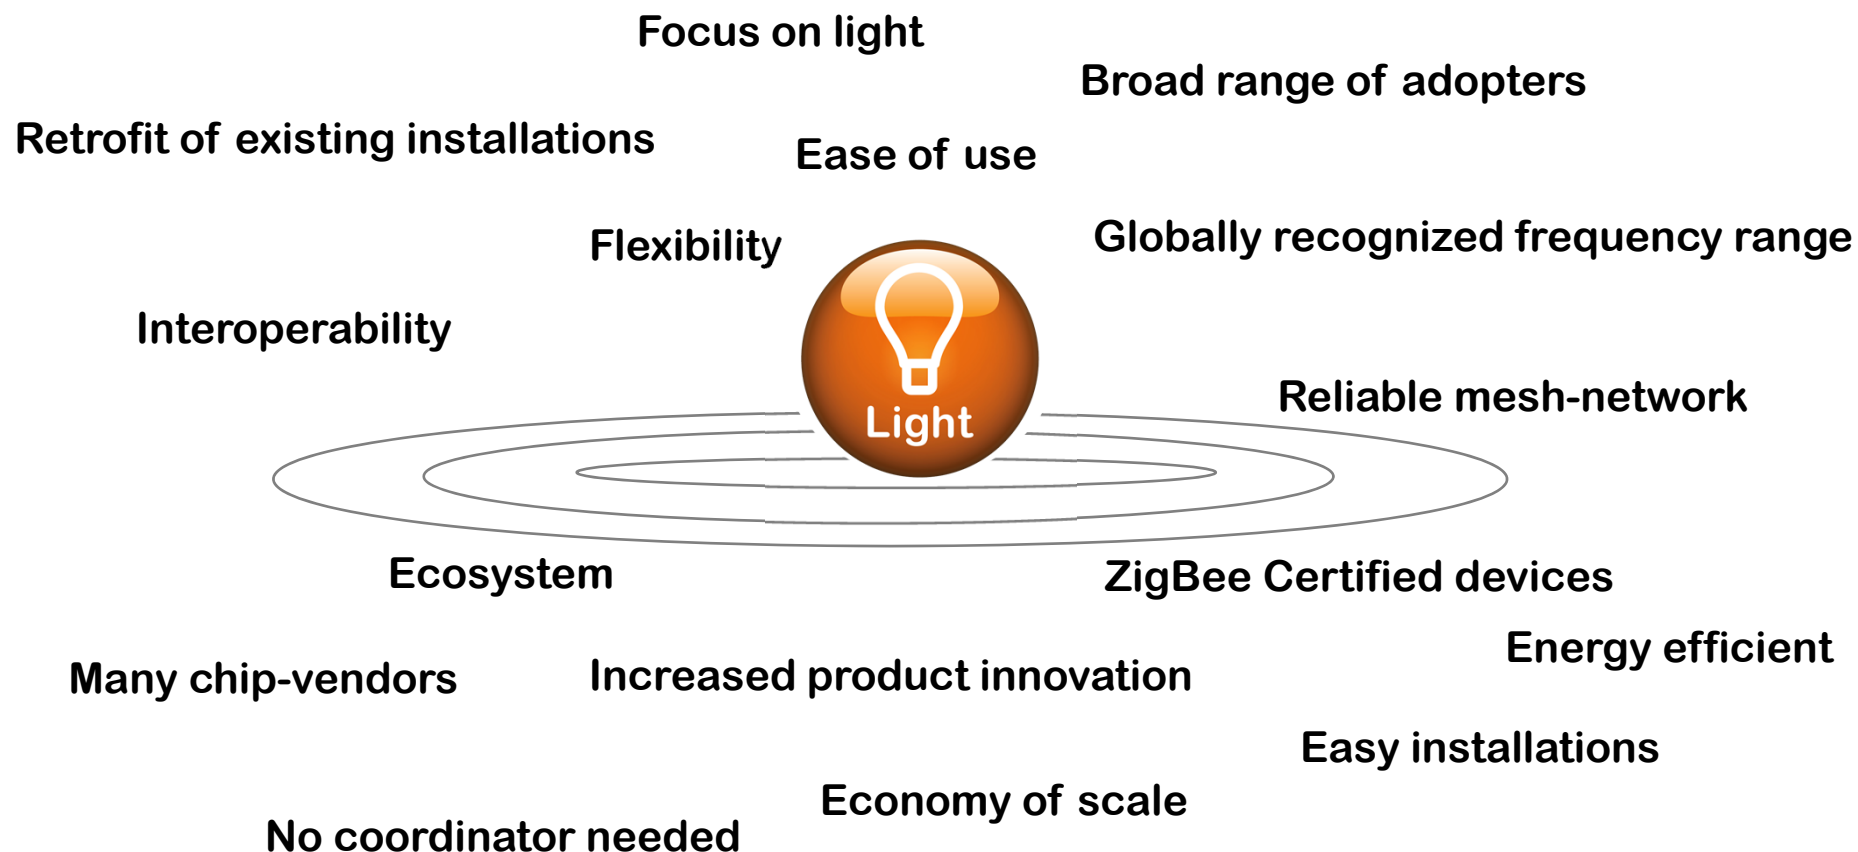 Focus on light
Broad range of adopters
Retrofit of existing installations
Ease of use
Flexibility
Globally recognized frequency range
Interoperability
Reliable mesh-network
Light
Ecosystem
ZigBee Certified devices
Energy efficient
Many chip-vendors
Increased product innovation
Easy installations
Economy of scale
No coordinator needed